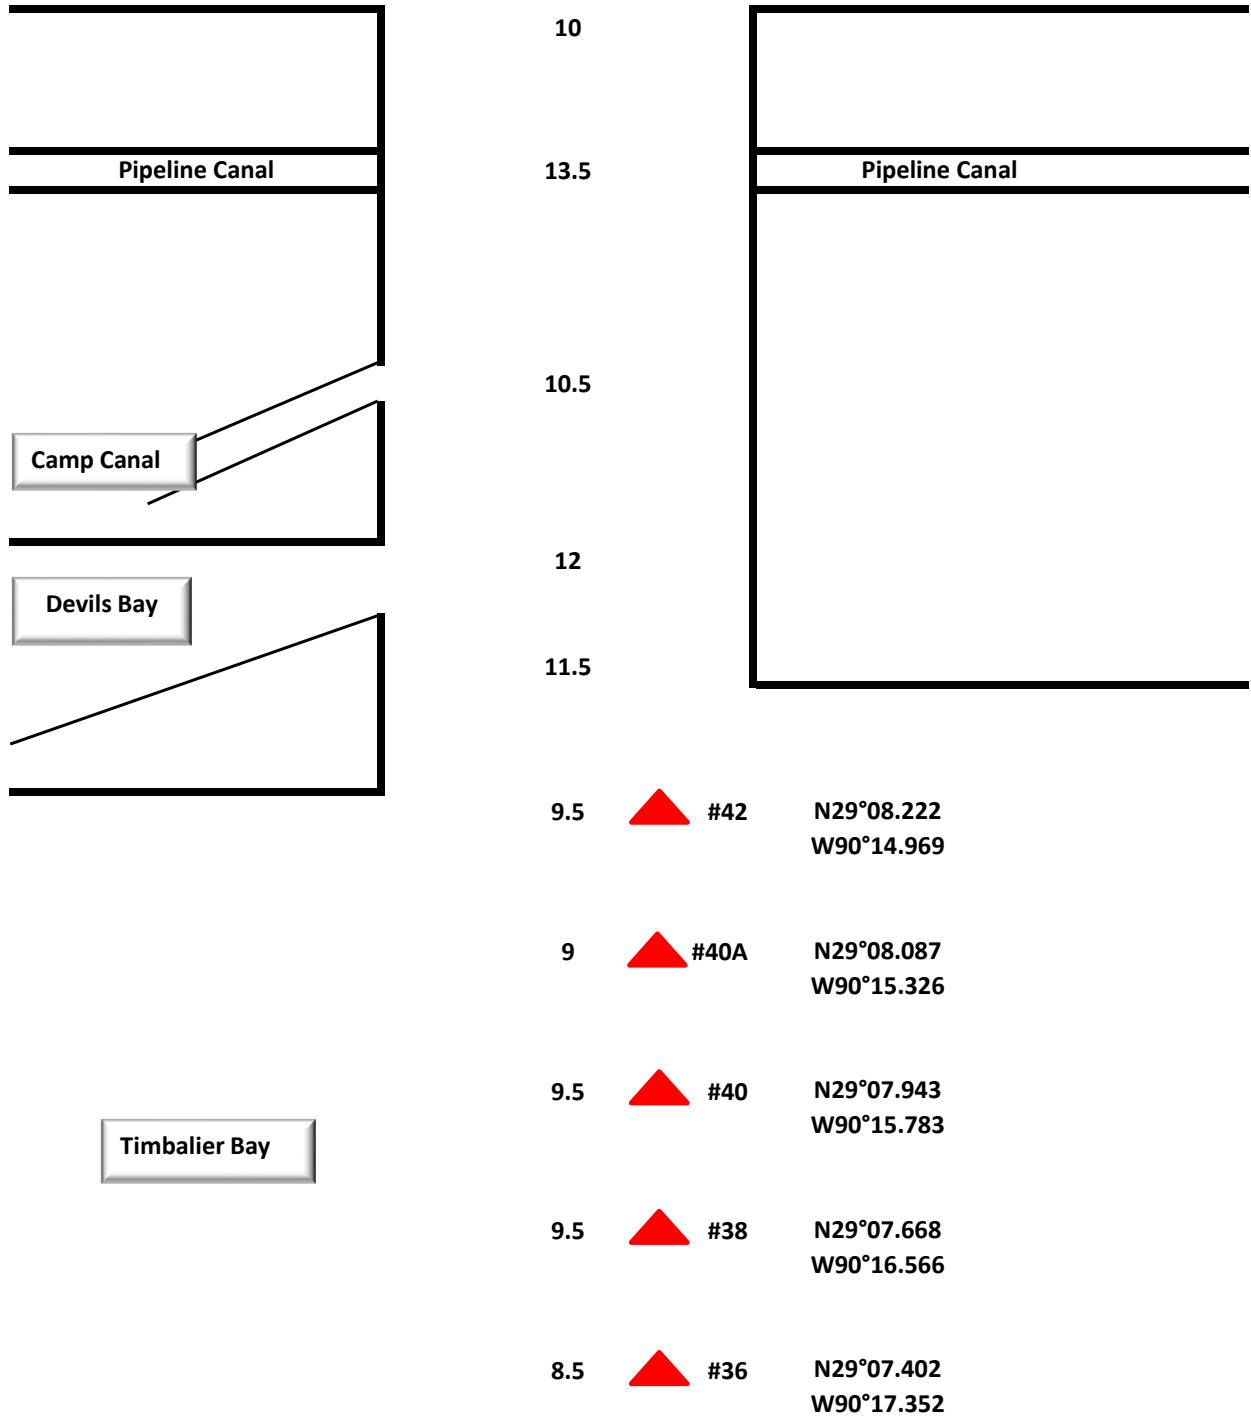 10
Pipeline Canal
13.5
Pipeline Canal
10.5
Camp Canal
12
Devils Bay
11.5
9.5 #42 N29°08.222
W90°14.969
9 #40A N29°08.087
W90°15.326
9.5 #40 N29°07.943
W90°15.783
Timbalier Bay
9.5 #38 N29°07.668
W90°16.566
8.5 #36 N29°07.402
W90°17.352